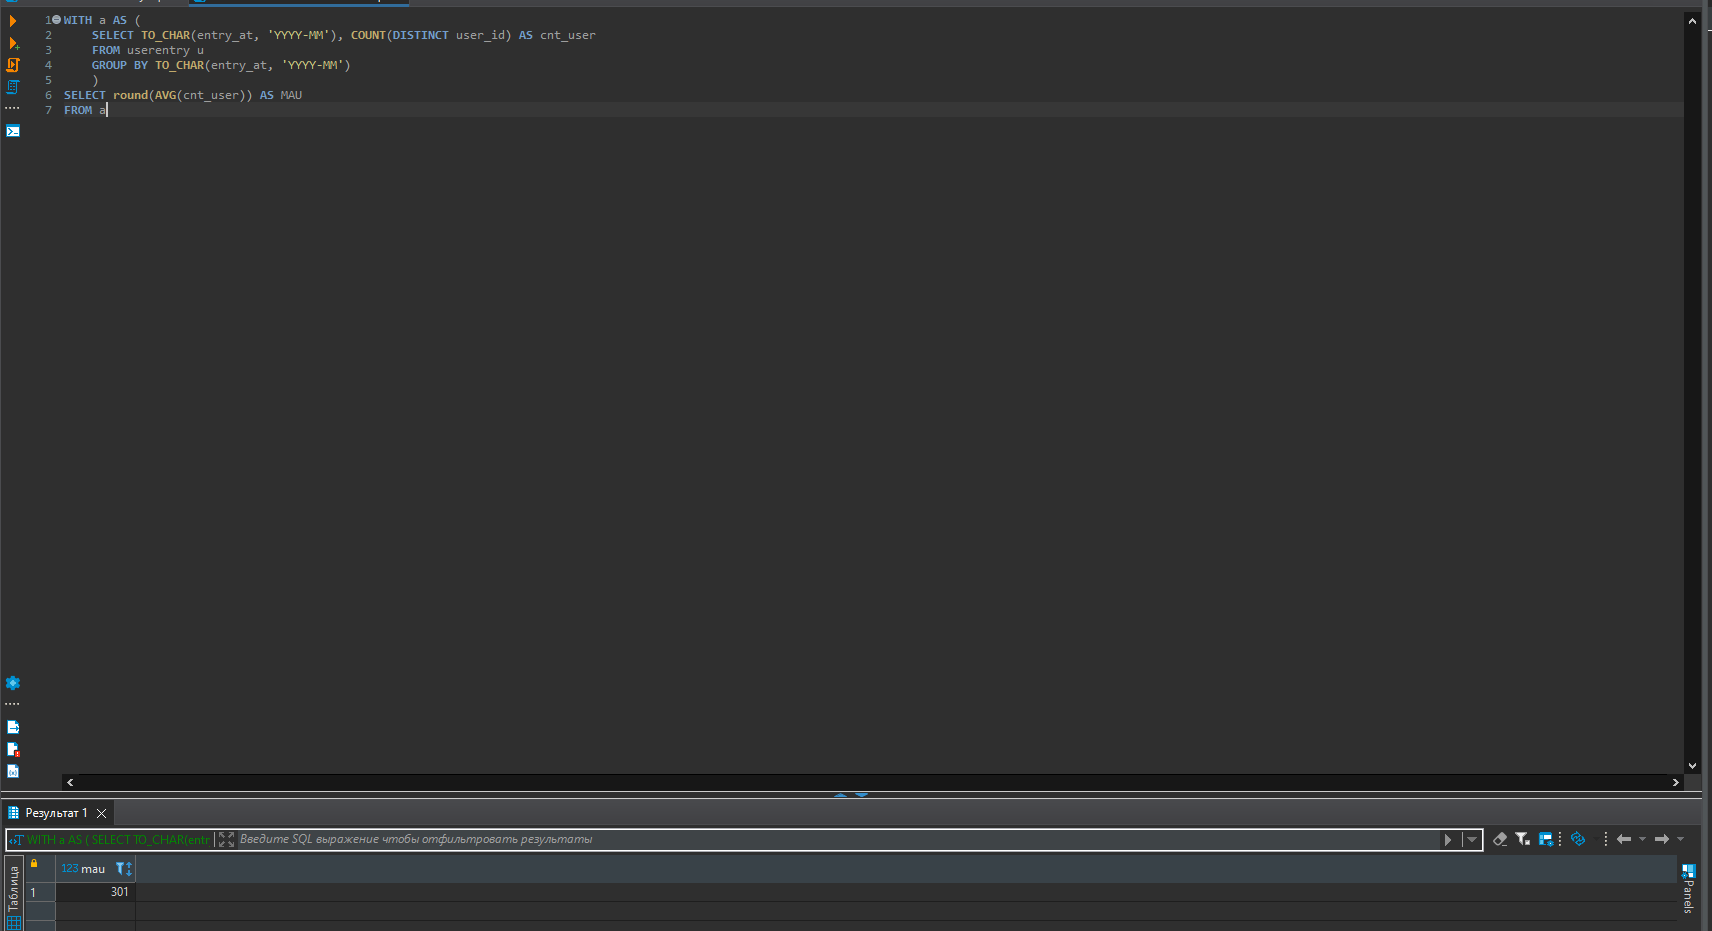 1 WITH a AS (
2 SELECT TO_CHAR(entry_at, 'YYYY-MM'), COUNT(DISTINCT user_id) AS cnt_user
3 FROM userentry u
4 GROUP BY TO_CHAR(entry_at, 'YYYY-MM')
5 )
6 SELECT round(AVG(cnt_user)) AS MAU
7 FROM a
Результат 1
WITH a AS ( SELECT TO_CHAR(entr
Введите SQL выражение чтобы отфильтровать результаты
Таблица
123 mau
1 301
Panels